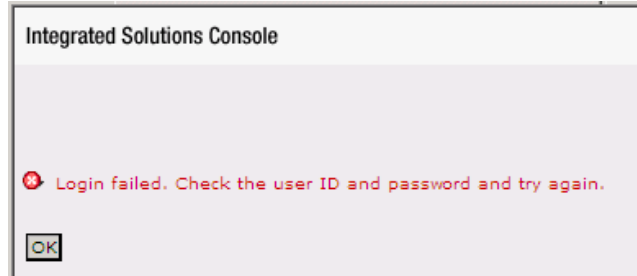 Integrated Solutions Console
Login failed. Check the user ID and password and try again.
OK